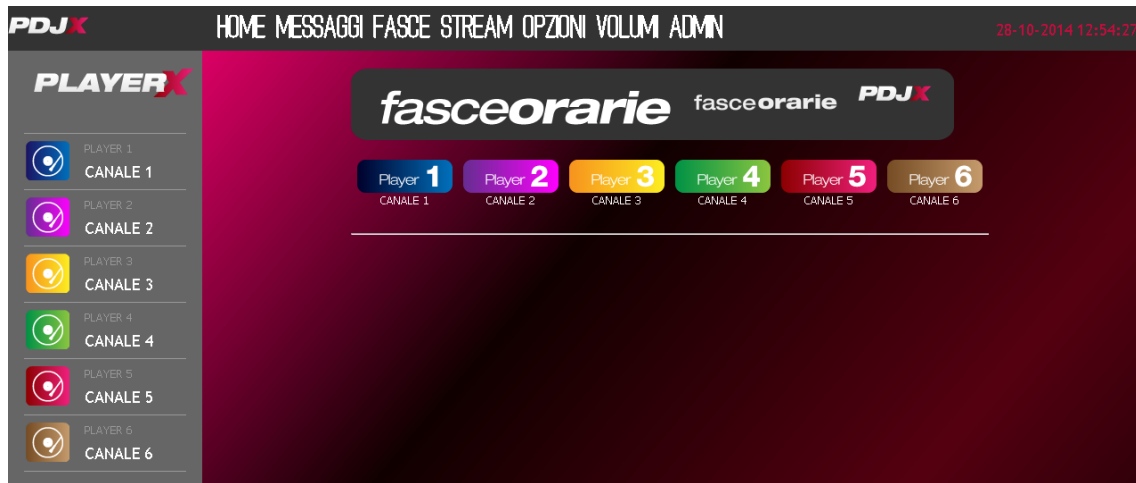 PDJX
HOME MESSAGGI FASCE STREAM OPZIONI VOLUMI ADMIN
28-10-2014 12:54:27
PLAYERX
PLAYER 1
CANALE 1
PLAYER 2
CANALE 2
PLAYER 3
CANALE 3
PLAYER 4
CANALE 4
PLAYER 5
CANALE 5
PLAYER 6
CANALE 6
fasceorarie fasceorarie PDJX
Player 1 Player 2 Player 3 Player 4 Player 5 Player 6
CANALE 1 CANALE 2 CANALE 3 CANALE 4 CANALE 5 CANALE 6